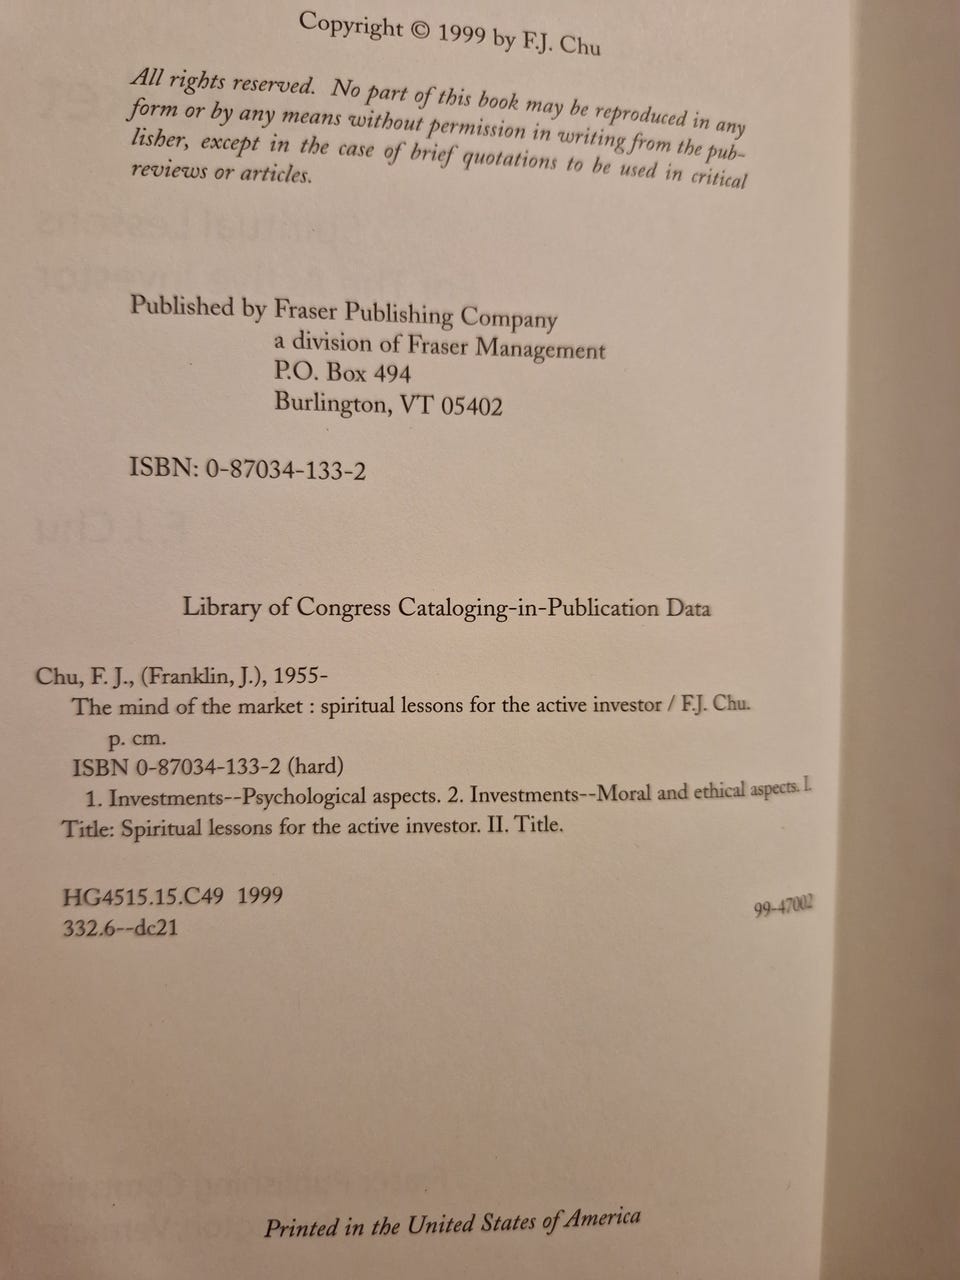 Copyright © 1999 by F.J. Chu
All rights reserved. No part of this book may be reproduced in any
form or by any means without permission in writing from the pub-
lisher, except in the case of brief quotations to be used in critical
reviews or articles.
Published by Fraser Publishing Company
a division of Fraser Management
P.O. Box 494
Burlington, VT 05402
ISBN: 0-87034-133-2
Library of Congress Cataloging-in-Publication Data
Chu, F. J., (Franklin, J.), 1955-
The mind of the market : spiritual lessons for the active investor / F.J. Chu.
p. cm.
ISBN 0-87034-133-2 (hard)
1. Investments--Psychological aspects. 2. Investments--Moral and ethical aspects. I.
Title: Spiritual lessons for the active investor. II. Title.
HG4515.15.C49 1999
99-47002
332.6--dc21
Printed in the United States of America